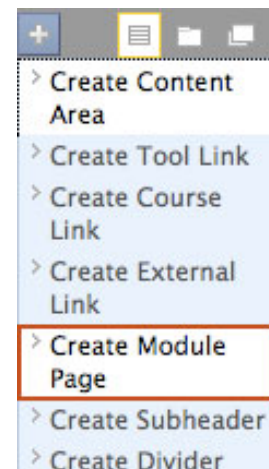 Create Content
Area
Create Tool Link
Create Course
Link
Create External
Link
Create Module
Page
Create Subheader
Create Divider